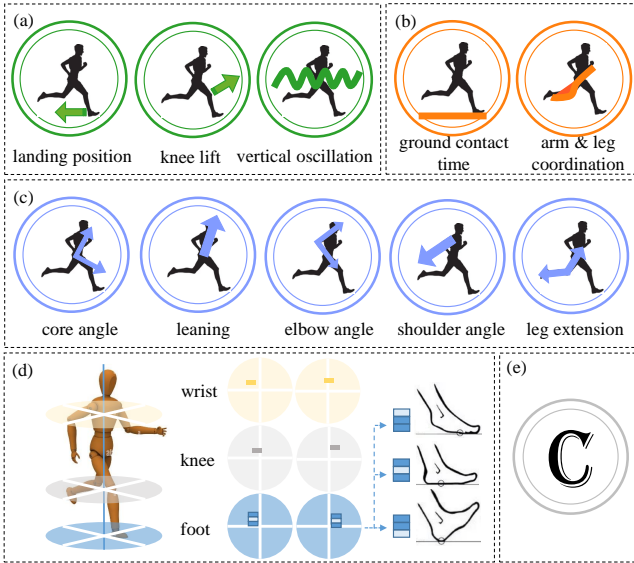 (a)
landing position
knee lift
vertical oscillation
(b)
ground contact
time
arm & leg
coordination
(c)
core angle
leaning
elbow angle
shoulder angle
leg extension
(d)
wrist
knee
foot
(e)
C